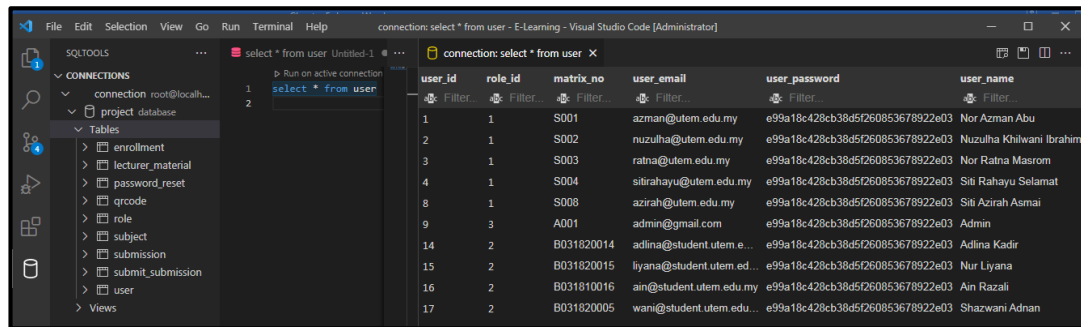 File Edit Selection View Go Run Terminal Help connection: select * from user - E-Learning - Visual Studio Code [Administrator]
SQLTOOLS ...
select * from user Untitled-1 ...
connection: select * from user
CONNECTIONS
connection root@localh...
project database
Tables
enrollment
lecturer_material
password_reset
qrcode
role
subject
submission
submit_submission
user
Views
1
4
Run on active connection
1 select * from user
2
user_id role_id matrix_no user_email user_password user_name
abc Filter... abc Filter... abc Filter... abc Filter... abc Filter... abc Filter...
1 1 S001 azman@utem.edu.my e99a18c428cb38d5f260853678922e03 Nor Azman Abu
2 1 S002 nuzulha@utem.edu.my e99a18c428cb38d5f260853678922e03 Nuzulha Khilwani Ibrahim
3 1 S003 ratna@utem.edu.my e99a18c428cb38d5f260853678922e03 Nor Ratna Masrom
4 1 S004 sitirahayu@utem.edu.my e99a18c428cb38d5f260853678922e03 Siti Rahayu Selamat
8 1 S008 azirah@utem.edu.my e99a18c428cb38d5f260853678922e03 Siti Azirah Asmai
9 3 A001 admin@gmail.com e99a18c428cb38d5f260853678922e03 Admin
14 2 B031820014 adlina@student.utem.e... e99a18c428cb38d5f260853678922e03 Adlina Kadir
15 2 B031820015 liyana@student.utem.ed... e99a18c428cb38d5f260853678922e03 Nur Liyana
16 2 B031810016 ain@student.utem.edu.my e99a18c428cb38d5f260853678922e03 Ain Razali
17 2 B031820005 wani@student.utem.edu... e99a18c428cb38d5f260853678922e03 Shazwani Adnan